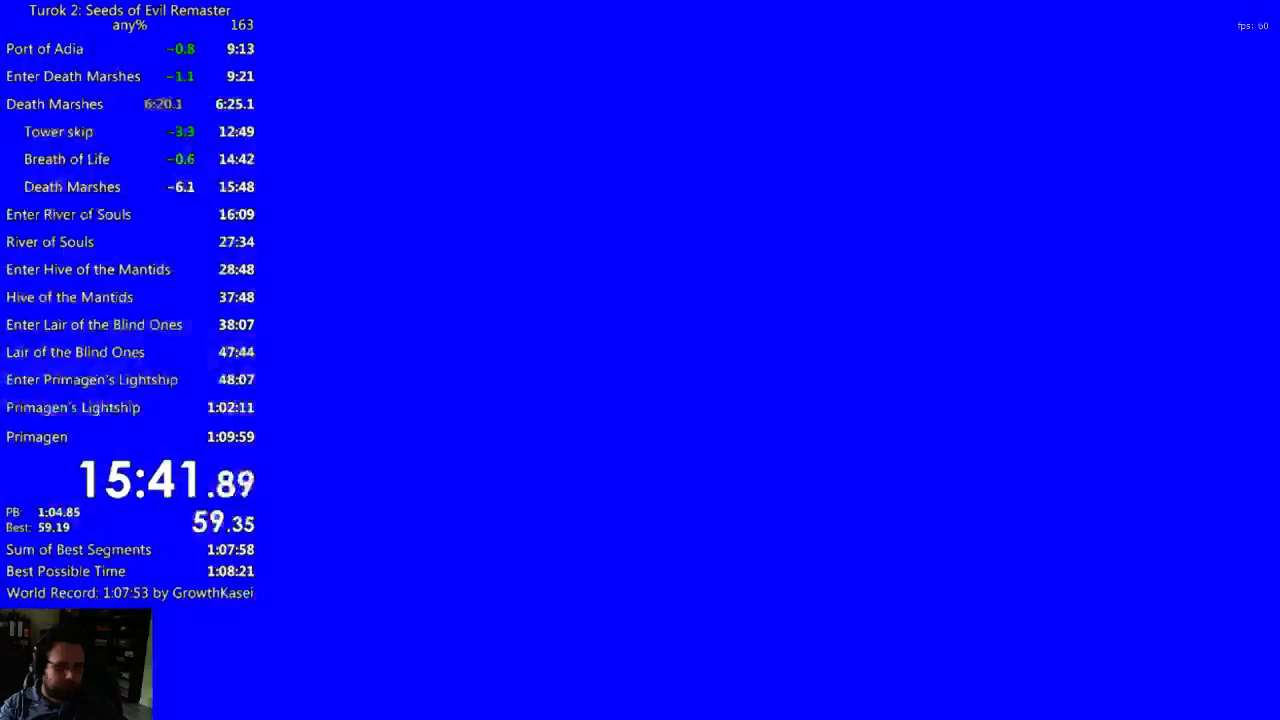 Turok 2: Seeds of Evil Remaster
any% 163
Port of Adia -0.8 9:13
Enter Death Marshes -1.1 9:21
Death Marshes 6:20.1 6:25.1
Tower skip -3.3 12:49
Breath of Life -0.6 14:42
Death Marshes -6.1 15:48
Enter River of Souls 16:09
River of Souls 27:34
Enter Hive of the Mantids 28:48
Hive of the Mantids 37:48
Enter Lair of the Blind Ones 38:07
Lair of the Blind Ones 47:44
Enter Primagen's Lightship 48:07
Primagen's Lightship 1:02:11
Primagen 1:09:59
15:41.89
PB: 1:04.85
Best: 59.19
59.35
Sum of Best Segments 1:07:58
Best Possible Time 1:08:21
World Record: 1:07:53 by GrowthKasei
fps: 60